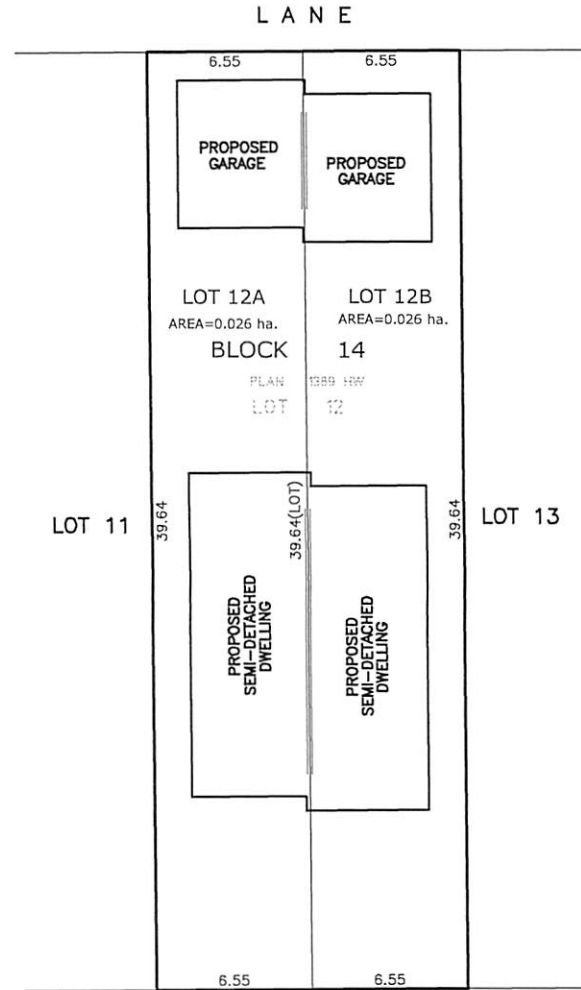 LANE
6.55 6.55
PROPOSED
GARAGE
PROPOSED
GARAGE
LOT 12A
AREA=0.026 ha.
LOT 12B
AREA=0.026 ha.
BLOCK 14
PLAN 1389 HW
LOT 12
LOT 11
39.64
39.64(LOT)
39.64
LOT 13
PROPOSED
SEMI-DETACHED
DWELLING
PROPOSED
SEMI-DETACHED
DWELLING
6.55 6.55